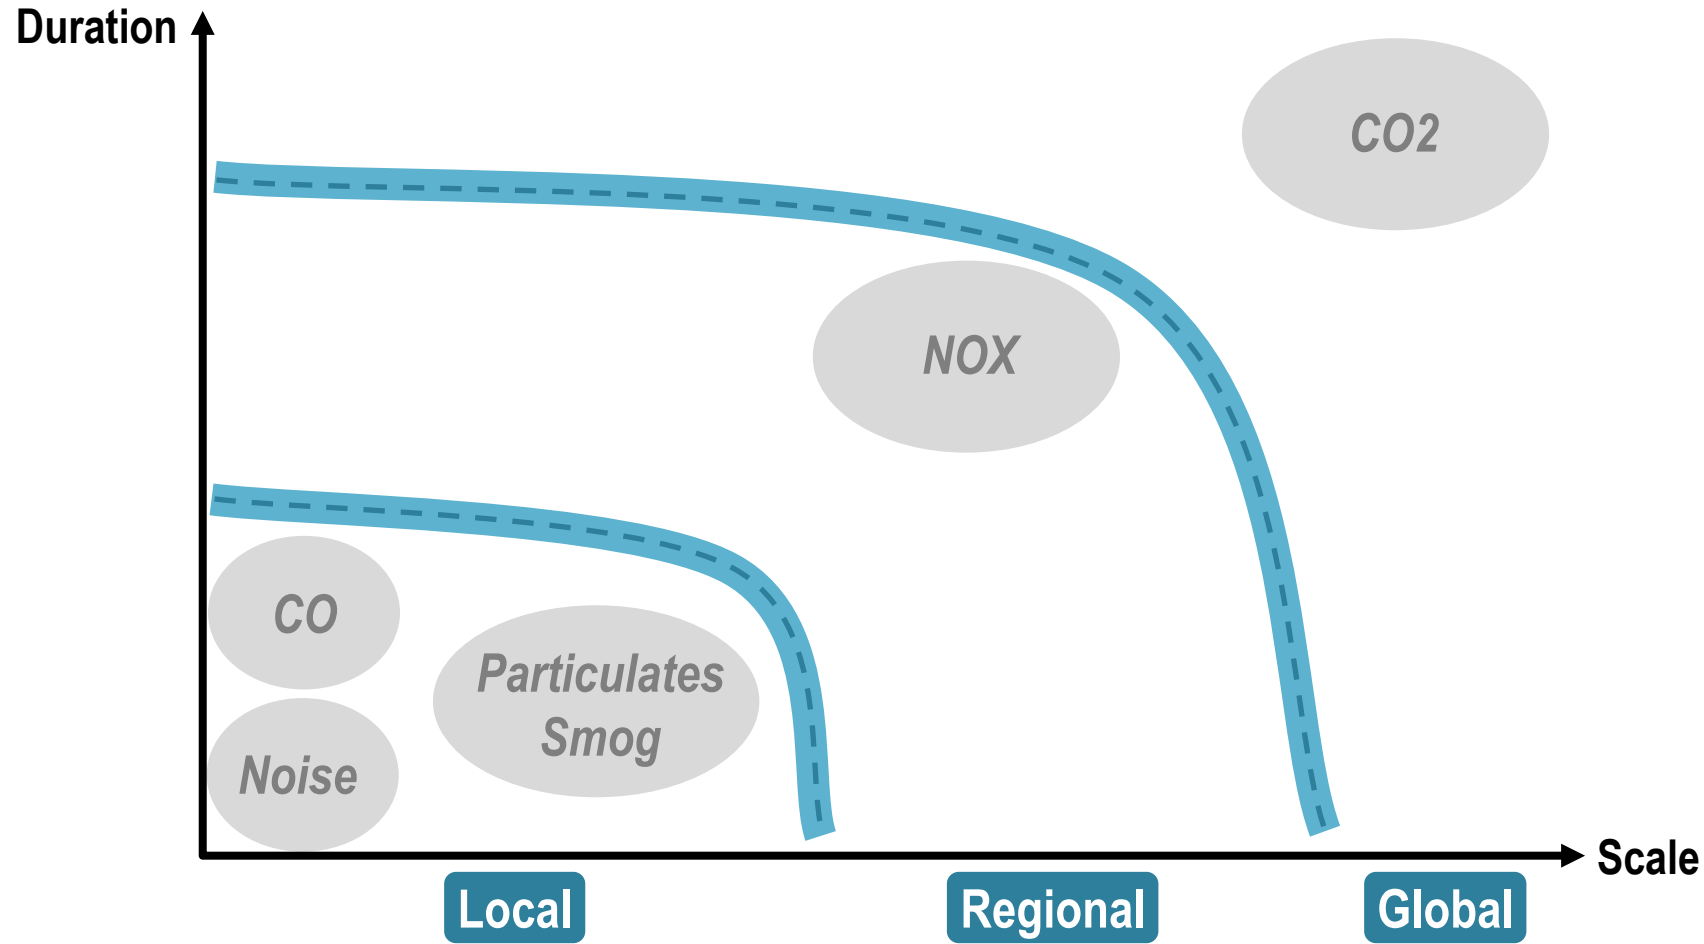 Duration
CO2
NOX
CO
Particulates
Smog
Noise
Scale
Local
Regional
Global